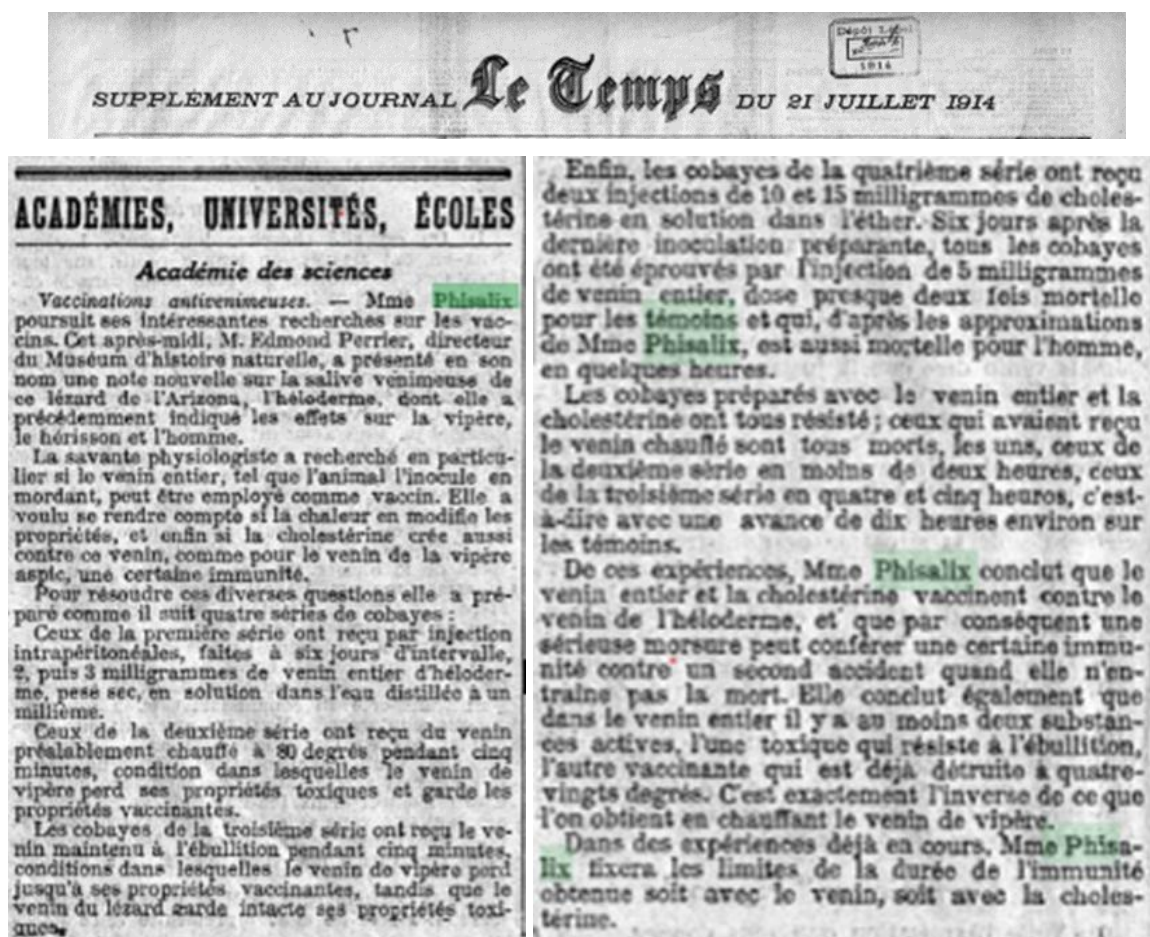 SUPPLÉMENT AU JOURNAL Le Temps DU 21 JUILLET 1914
Dépôt Légal
1914
ACADÉMIES, UNIVERSITÉS, ÉCOLES
Académie des sciences
Vaccinations antivenimeuses. — Mme Phisalix
poursuit ses intéressantes recherches sur les vac-
cins. Cet après-midi, M. Edmond Perrier, directeur
du Muséum d'histoire naturelle, a présenté en son
nom une note nouvelle sur la salive venimeuse de
ce lézard de l'Arizona, l'héloderme, dont elle a
précédemment indiqué les effets sur la vipère,
le hérisson et l'homme.
La savante physiologiste a recherché en particu-
lier si le venin entier, tel que l'animal l'inocule en
mordant, peut être employé comme vaccin. Elle a
voulu se rendre compte si la chaleur en modifie les
propriétés, et enfin si la cholestérine crée aussi
contre ce venin, comme pour le venin de la vipère
aspic, une certaine immunité.
Pour résoudre ces diverses questions elle a pré-
paré comme il suit quatre séries de cobayes :
Ceux de la première série ont reçu par injection
intrapéritonéales, faites à six jours d'intervalle,
2, puis 3 milligrammes de venin entier d'héloder-
me, pesé sec, en solution dans l'eau distillée à un
millième.
Ceux de la deuxième série ont reçu du venin
préalablement chauffé à 80 degrés pendant cinq
minutes, condition dans lesquelles le venin de
vipère perd ses propriétés toxiques et garde les
propriétés vaccinantes.
Les cobayes de la troisième série ont reçu le ve-
nin maintenu à l'ébullition pendant cinq minutes,
conditions dans lesquelles le venin de vipère perd
jusqu'à ses propriétés vaccinantes, tandis que le
venin du lézard garde intacte ses propriétés toxi-
ques.
Enfin, les cobayes de la quatrième série ont reçu
deux injections de 10 et 15 milligrammes de choles-
térine en solution dans l'éther. Six jours après la
dernière inoculation préparante, tous les cobayes
ont été éprouvés par l'injection de 5 milligrammes
de venin entier, dose presque deux fois mortelle
pour les témoins et qui, d'après les approximations
de Mme Phisalix, est aussi mortelle pour l'homme,
en quelques heures.
Les cobayes préparés avec le venin entier et la
cholestérine ont tous résisté ; ceux qui avaient reçu
le venin chauffé sont tous morts, les uns, ceux de
la deuxième série en moins de deux heures, ceux
de la troisième série en quatre et cinq heuros, c'est-
à-dire avec une avance de dix heures environ sur
les témoins.
De ces expériences, Mme Phisalix conclut que le
venin entier et la cholestérine vaccinent contre le
venin de l'héloderme, et que par conséquent une
sérieuse morsure peut conférer une certaine immu-
nité contre un second accident quand elle n'en-
traîne pas la mort. Elle conclut également que
dans le venin entier il y a au moins deux substan-
ces actives, l'une toxique qui résiste à l'ébullition,
l'autre vaccinante qui est déjà détruite à quatre-
vingts degrés. C'est exactement l'inverse de ce que
l'on obtient en chauffant le venin de vipère.
Dans des expériences déjà en cours, Mme Phisa-
lix fixera les limites de la durée de l'immunité
obtenue soit avec le venin, soit avec la choles-
térine.